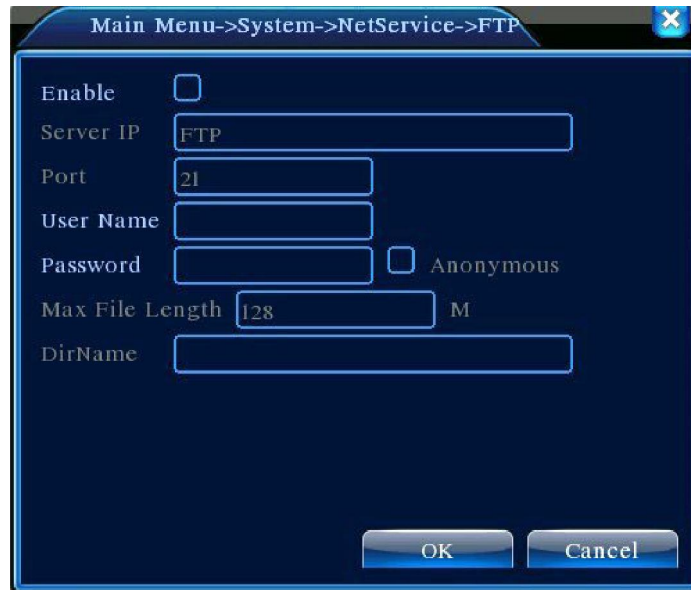 Main Menu->System->NetService->FTP
Enable
Server IP FTP
Port 21
User Name
Password Anonymous
Max File Length 128 M
DirName
OK Cancel